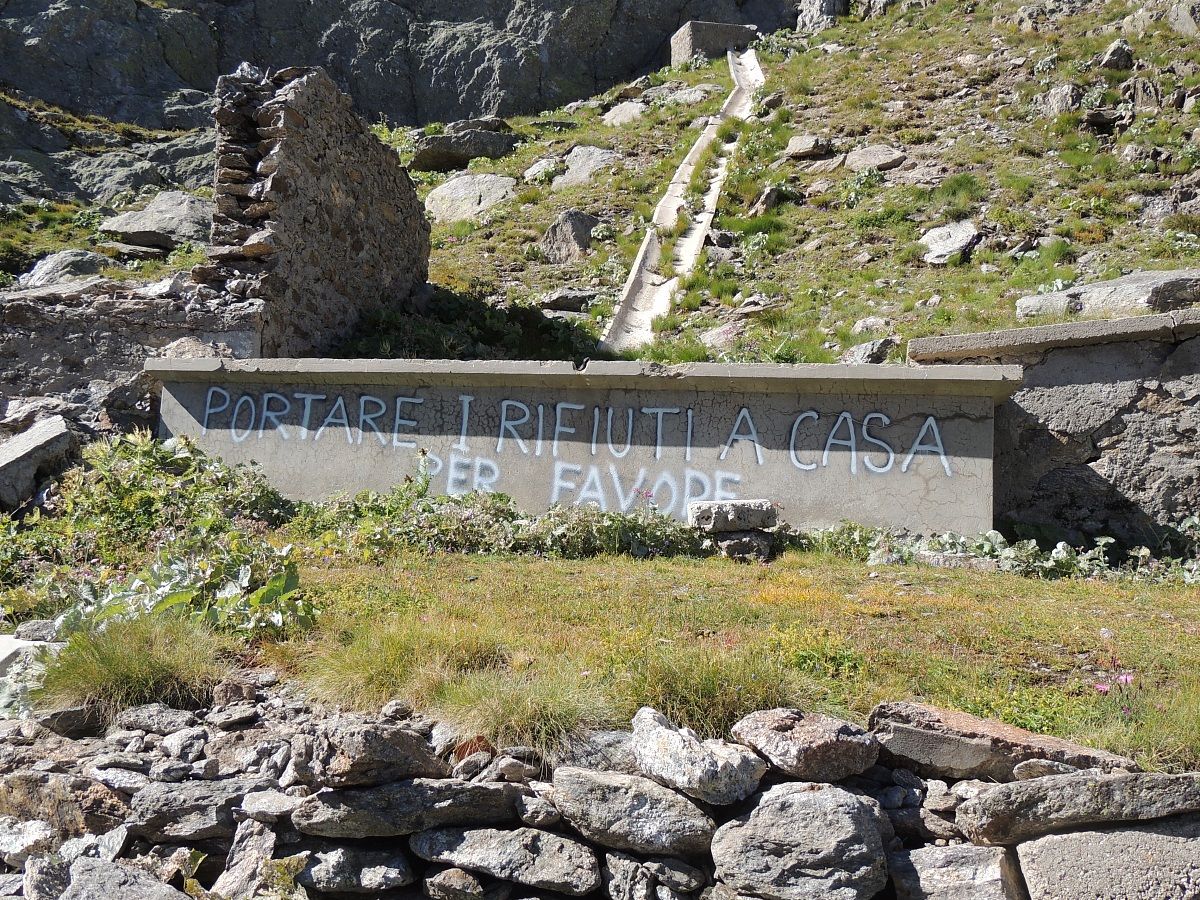 PORTARE I RIFIUTI A CASA
PER FAVORE